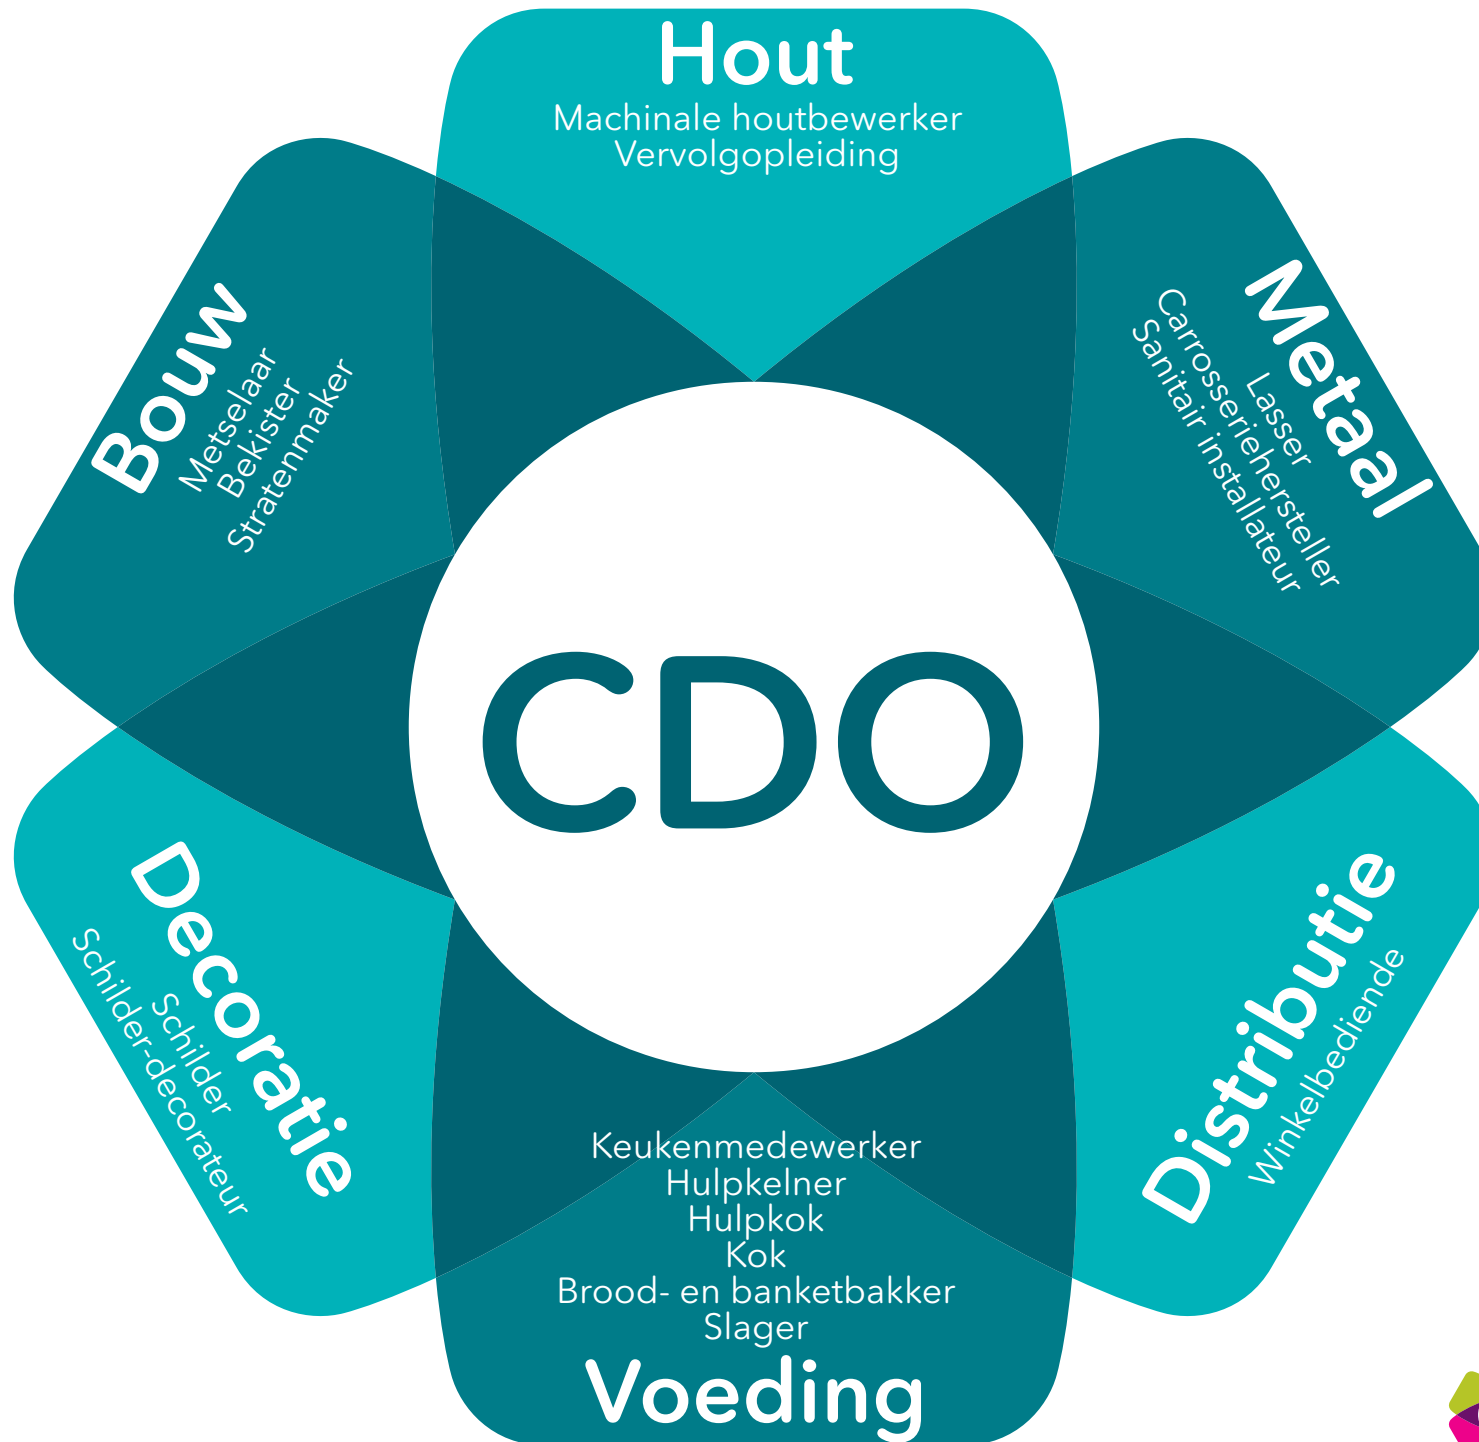 Hout
Machinale houtbewerker
Vervolgopleiding
Metaal
Lasser
Carrosseriehersteller
Sanitair installateur
Distributie
Winkelbediende
Keukenmedewerker
Hulpkelner
Hulpkok
Kok
Brood- en banketbakker
Slager
Voeding
Decoratie
Schilder
Schilder-decorateur
Bouw
Metselaar
Bekister
Stratenmaker
CDO